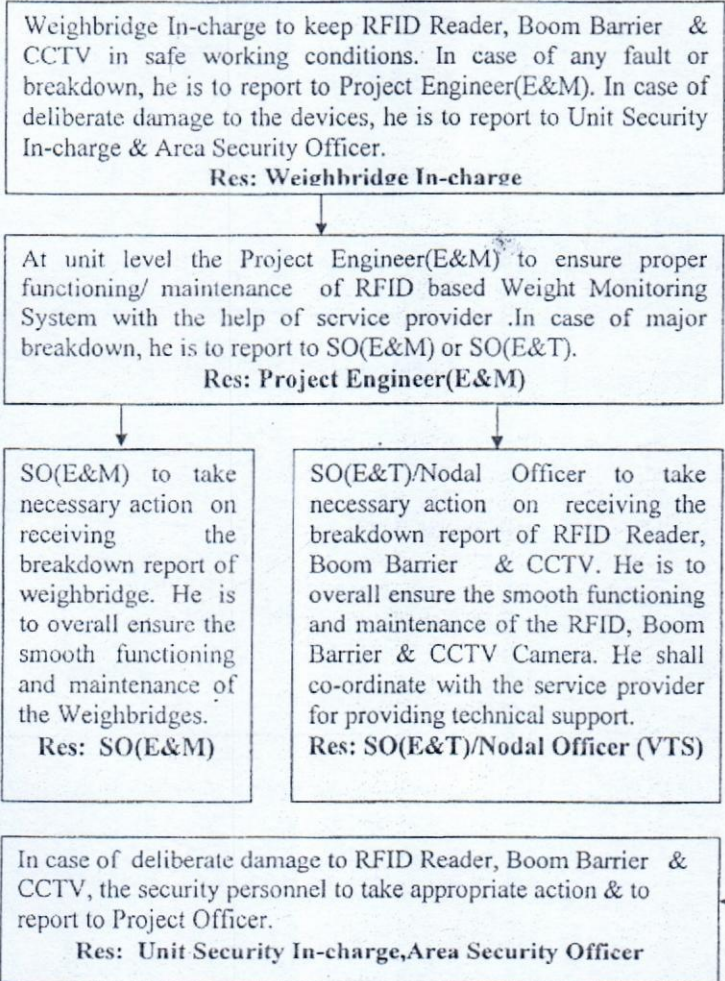 Weighbridge In-charge to keep RFID Reader, Boom Barrier &
CCTV in safe working conditions. In case of any fault or
breakdown, he is to report to Project Engineer(E&M). In case of
deliberate damage to the devices, he is to report to Unit Security
In-charge & Area Security Officer.
Res: Weighbridge In-charge
At unit level the Project Engineer(E&M) to ensure proper
functioning/ maintenance of RFID based Weight Monitoring
System with the help of service provider .In case of major
breakdown, he is to report to SO(E&M) or SO(E&T).
Res: Project Engineer(E&M)
SO(E&M) to take
necessary action on
receiving the
breakdown report of
weighbridge. He is
to overall ensure the
smooth functioning
and maintenance of
the Weighbridges.
Res: SO(E&M)
SO(E&T)/Nodal Officer to take
necessary action on receiving the
breakdown report of RFID Reader,
Boom Barrier & CCTV. He is to
overall ensure the smooth functioning
and maintenance of the RFID, Boom
Barrier & CCTV Camera. He shall
co-ordinate with the service provider
for providing technical support.
Res: SO(E&T)/Nodal Officer (VTS)
In case of deliberate damage to RFID Reader, Boom Barrier &
CCTV, the security personnel to take appropriate action & to
report to Project Officer.
Res: Unit Security In-charge,Area Security Officer